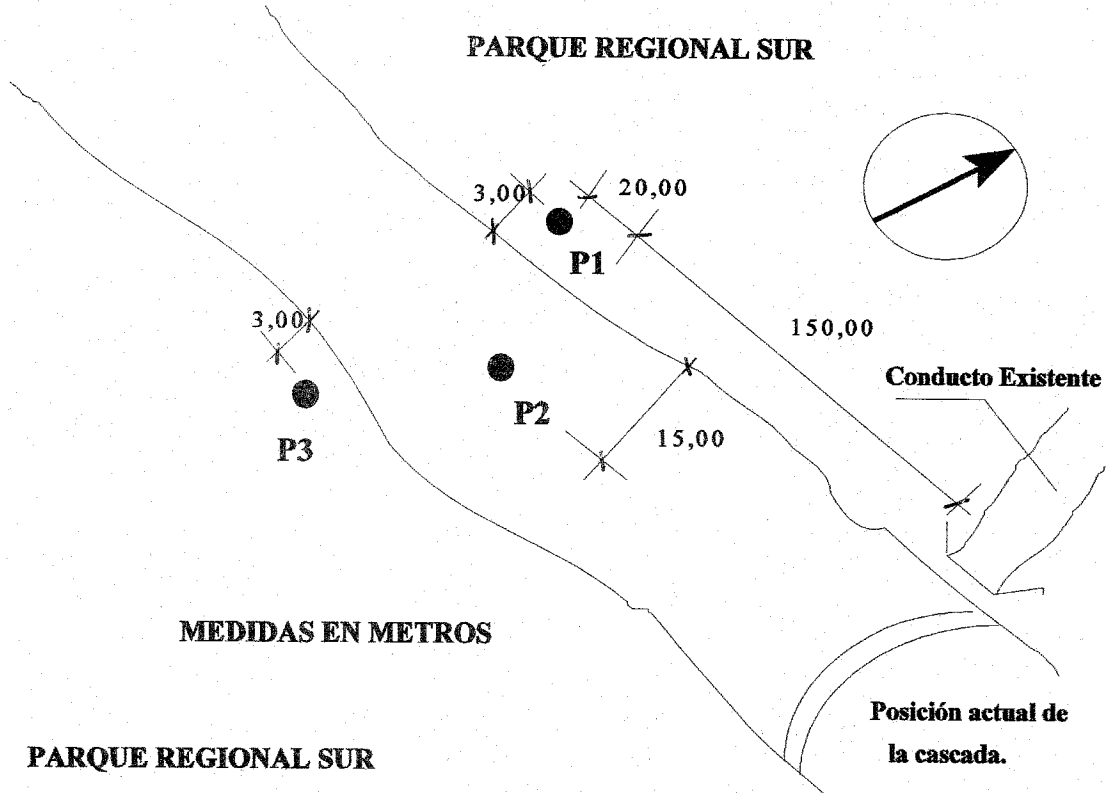 PARQUE REGIONAL SUR
3,00
20,00
P1
3,00
150,00
Conducto Existente
P2
15,00
P3
MEDIDAS EN METROS
Posición actual de
la cascada.
PARQUE REGIONAL SUR